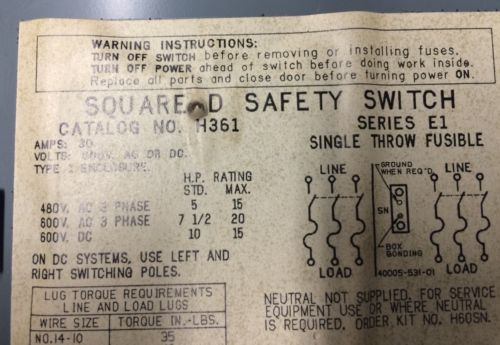 WARNING INSTRUCTIONS:
TURN OFF SWITCH before removing or installing fuses.
TURN OFF POWER ahead of switch before doing work inside.
Replace all parts and close door before turning power ON.
SQUARE D SAFETY SWITCH
CATALOG NO. H361 SERIES E1
AMPS: 30 SINGLE THROW FUSIBLE
VOLTS: 600V. AC OR DC.
TYPE 1 ENCLOSURE.
H.P. RATING
STD. MAX.
480V. AC 3 PHASE 5 15
600V. AC 3 PHASE 7 1/2 20
600V. DC 10 15
ON DC SYSTEMS, USE LEFT AND
RIGHT SWITCHING POLES.
LINE
GROUND
WHEN REQ'D
LINE
SN
BOX
BONDING
LOAD
40005-531-01
LOAD
LUG TORQUE REQUIREMENTS
LINE AND LOAD LUGS
WIRE SIZE TORQUE IN.-LBS.
NO.14-10 35
NEUTRAL NOT SUPPLIED. FOR SERVICE
EQUIPMENT USE OR WHERE NEUTRAL
IS REQUIRED, ORDER KIT NO. H60SN.